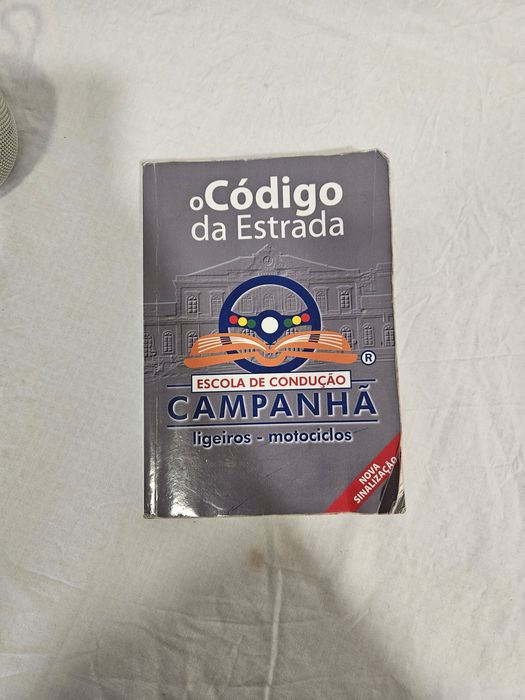 o Código
da Estrada
®
ESCOLA DE CONDUÇÃO
CAMPANHÃ
ligeiros - motociclos
NOVA
SINALIZAÇÃO